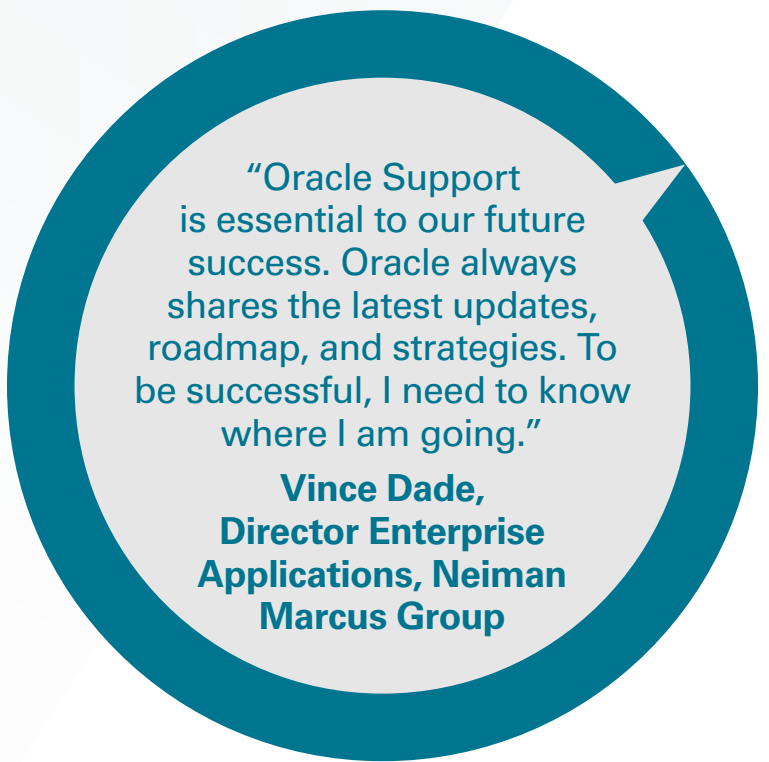 “Oracle Support
is essential to our future
success. Oracle always
shares the latest updates,
roadmap, and strategies. To
be successful, I need to know
where I am going.”
Vince Dade,
Director Enterprise
Applications, Neiman
Marcus Group